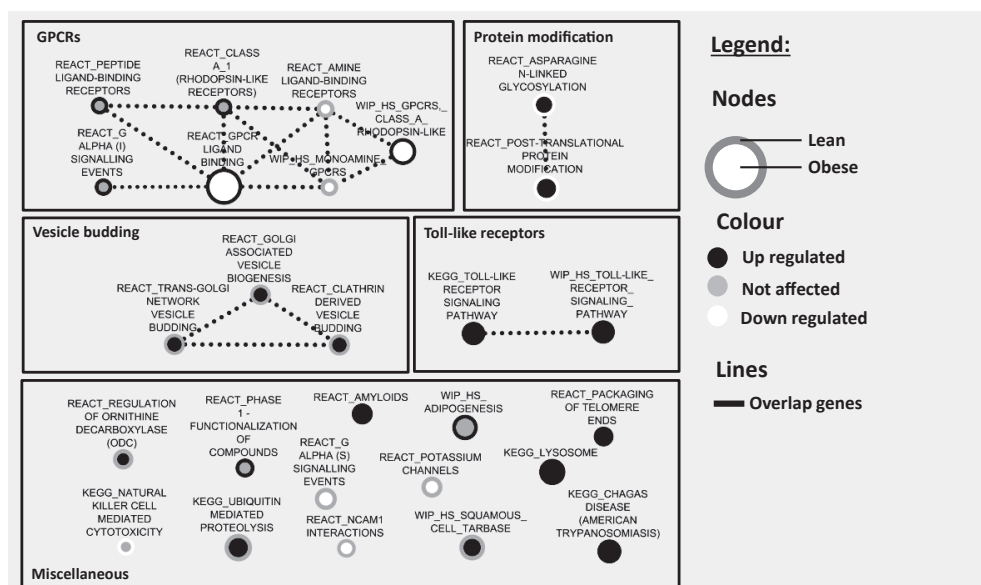 GPCRs
REACT_PEPTIDE
LIGAND-BINDING
RECEPTORS
REACT_CLASS
A_1
(RHODOPSIN-LIKE
RECEPTORS)
REACT_AMINE
LIGAND-BINDING
RECEPTORS
WIP_HS_GPCRS,_
CLASS_A_
RHODOPSIN-LIKE
REACT_G
ALPHA (I)
SIGNALLING
EVENTS
REACT_GPCR
LIGAND
BINDING
WIP_HS_MONOAMINE_
GPCRS
Protein modification
REACT_ASPARAGINE
N-LINKED
GLYCOSYLATION
REACT_POST-TRANSLATIONAL
PROTEIN
MODIFICATION
Vesicle budding
REACT_GOLGI
ASSOCIATED
VESICLE
BIOGENESIS
REACT_TRANS-GOLGI
NETWORK
VESICLE
BUDDING
REACT_CLATHRIN
DERIVED
VESICLE
BUDDING
Toll-like receptors
KEGG_TOLL-LIKE
RECEPTOR
SIGNALING
PATHWAY
WIP_HS_TOLL-LIKE_
RECEPTOR_
SIGNALING_
PATHWAY
REACT_REGULATION
OF ORNITHINE
DECARBOXYLASE
(ODC)
REACT_PHASE
1 -
FUNCTIONALIZATION
OF
COMPOUNDS
REACT_AMYLOIDS
WIP_HS_
ADIPOGENESIS
REACT_PACKAGING
OF TELOMERE
ENDS
REACT_G
ALPHA (S)
SIGNALLING
EVENTS
REACT_POTASSIUM
CHANNELS
KEGG_LYSOSOME
KEGG_NATURAL
KILLER CELL
MEDIATED
CYTOTOXICITY
KEGG_UBIQUITIN
MEDIATED
PROTEOLYSIS
REACT_NCAM1
INTERACTIONS
WIP_HS_SQUAMOUS_
CELL_TARBASE
KEGG_CHAGAS
DISEASE
(AMERICAN
TRYPANOSOMIASIS)
Miscellaneous
Legend:
Nodes
Lean
Obese
Colour
Up regulated
Not affected
Down regulated
Lines
Overlap genes